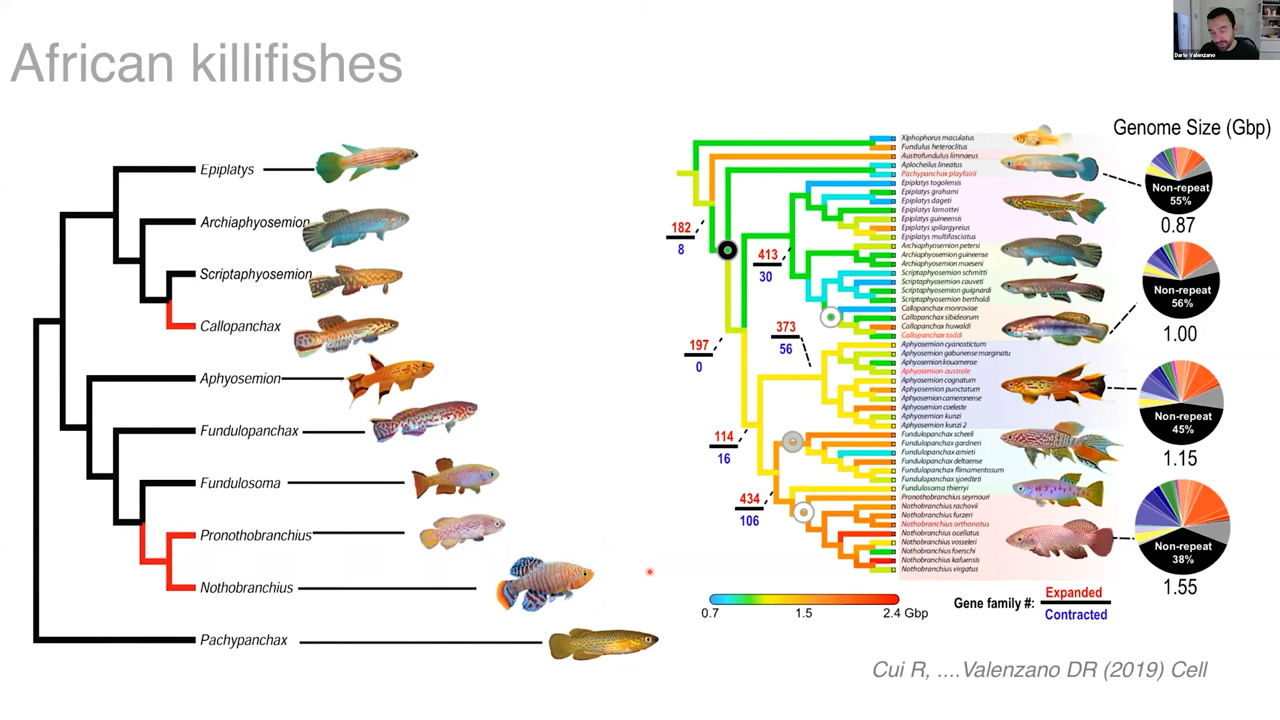 African killifishes
Dario Valenzano
Epiplatys
Archiaphyosemion
Scriptaphyosemion
Callopanchax
Aphyosemion
Fundulopanchax
Fundulosoma
Pronothobranchius
Nothobranchius
Pachypanchax
Genome Size (Gbp)
Xiphophorus maculatus
Fundulus heteroclitus
Austrofundulus limnaeus
Aplocheilus lineatus
Pachypanchax playfairii
Epiplatys togolensis
Epiplatys grahami
Epiplatys dageti
Epiplatys lamottei
Epiplatys guineensis
Epiplatys spilargyreius
Epiplatys multifasciatus
Archiaphyosemion petersi
Archiaphyosemion guineense
Archiaphyosemion maeseni
Scriptaphyosemion schmitti
Scriptaphyosemion cauveti
Scriptaphyosemion guignardi
Scriptaphyosemion bertholdi
Callopanchax monroviae
Callopanchax sibideorum
Callopanchax huwaldi
Callopanchax toddi
Aphyosemion cyanostictum
Aphyosemion gabunense marginatu
Aphyosemion kouamense
Aphyosemion australe
Aphyosemion cognatum
Aphyosemion punctatum
Aphyosemion cameronense
Aphyosemion coeleste
Aphyosemion kunzi
Aphyosemion kunzi 2
Fundulopanchax scheeli
Fundulopanchax gardneri
Fundulopanchax amieti
Fundulopanchax deltaense
Fundulopanchax filmamentosum
Fundulopanchax sjoedteti
Fundulosoma thierryi
Pronothobranchius seymouri
Nothobranchius rachovii
Nothobranchius furzeri
Nothobranchius orthonotus
Nothobranchius ocellatus
Nothobranchius vosseleri
Nothobranchius foerschi
Nothobranchius kafuensis
Nothobranchius virgatus
182
8
413
30
373
56
197
0
114
16
434
106
Non-repeat
55%
0.87
Non-repeat
56%
1.00
Non-repeat
45%
1.15
Non-repeat
38%
1.55
0.7 1.5 2.4 Gbp
Gene family #:
Expanded
Contracted
Cui R, ....Valenzano DR (2019) Cell